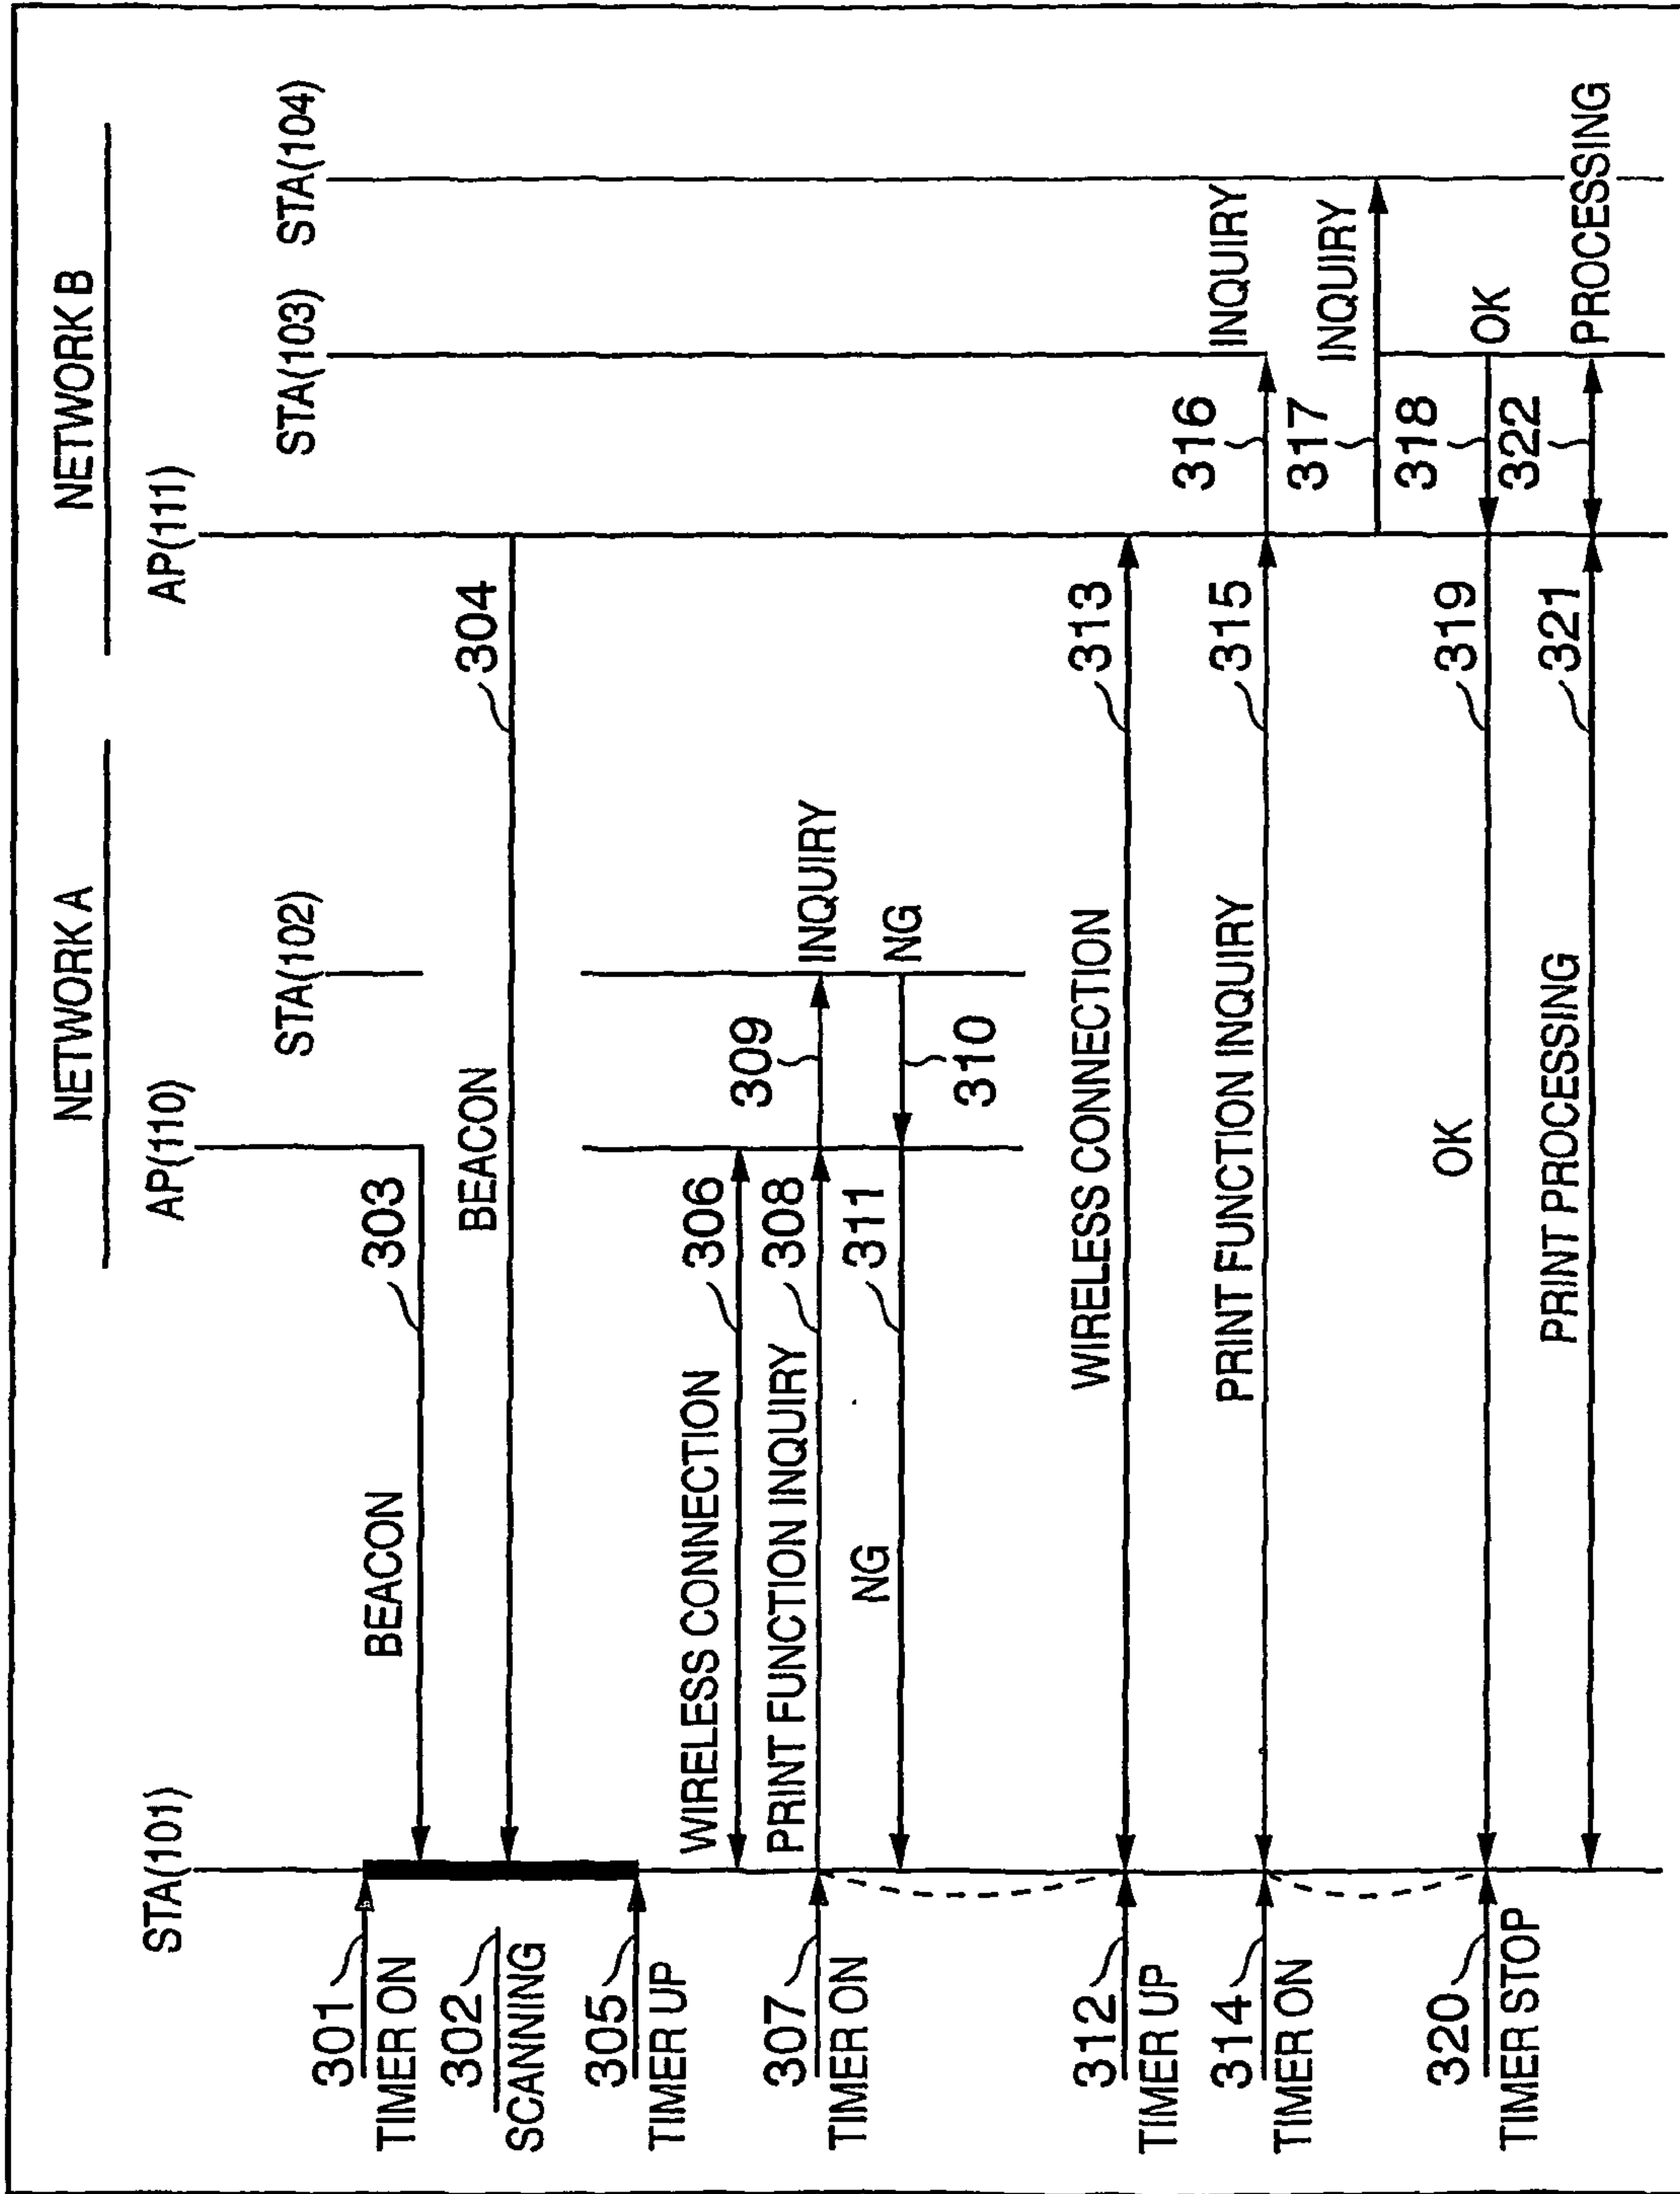 NETWORK A
NETWORK B
STA(101)
AP(110)
STA(102)
AP(111)
STA(103)
STA(104)
301
TIMER ON
302
SCANNING
BEACON
303
BEACON
304
305
TIMER UP
WIRELESS CONNECTION
306
307
TIMER ON
PRINT FUNCTION INQUIRY
308
309
INQUIRY
NG
311
310
NG
312
TIMER UP
WIRELESS CONNECTION
313
314
TIMER ON
PRINT FUNCTION INQUIRY
315
316
INQUIRY
317
INQUIRY
320
TIMER STOP
OK
319
318
OK
PRINT PROCESSING
321
322
PROCESSING